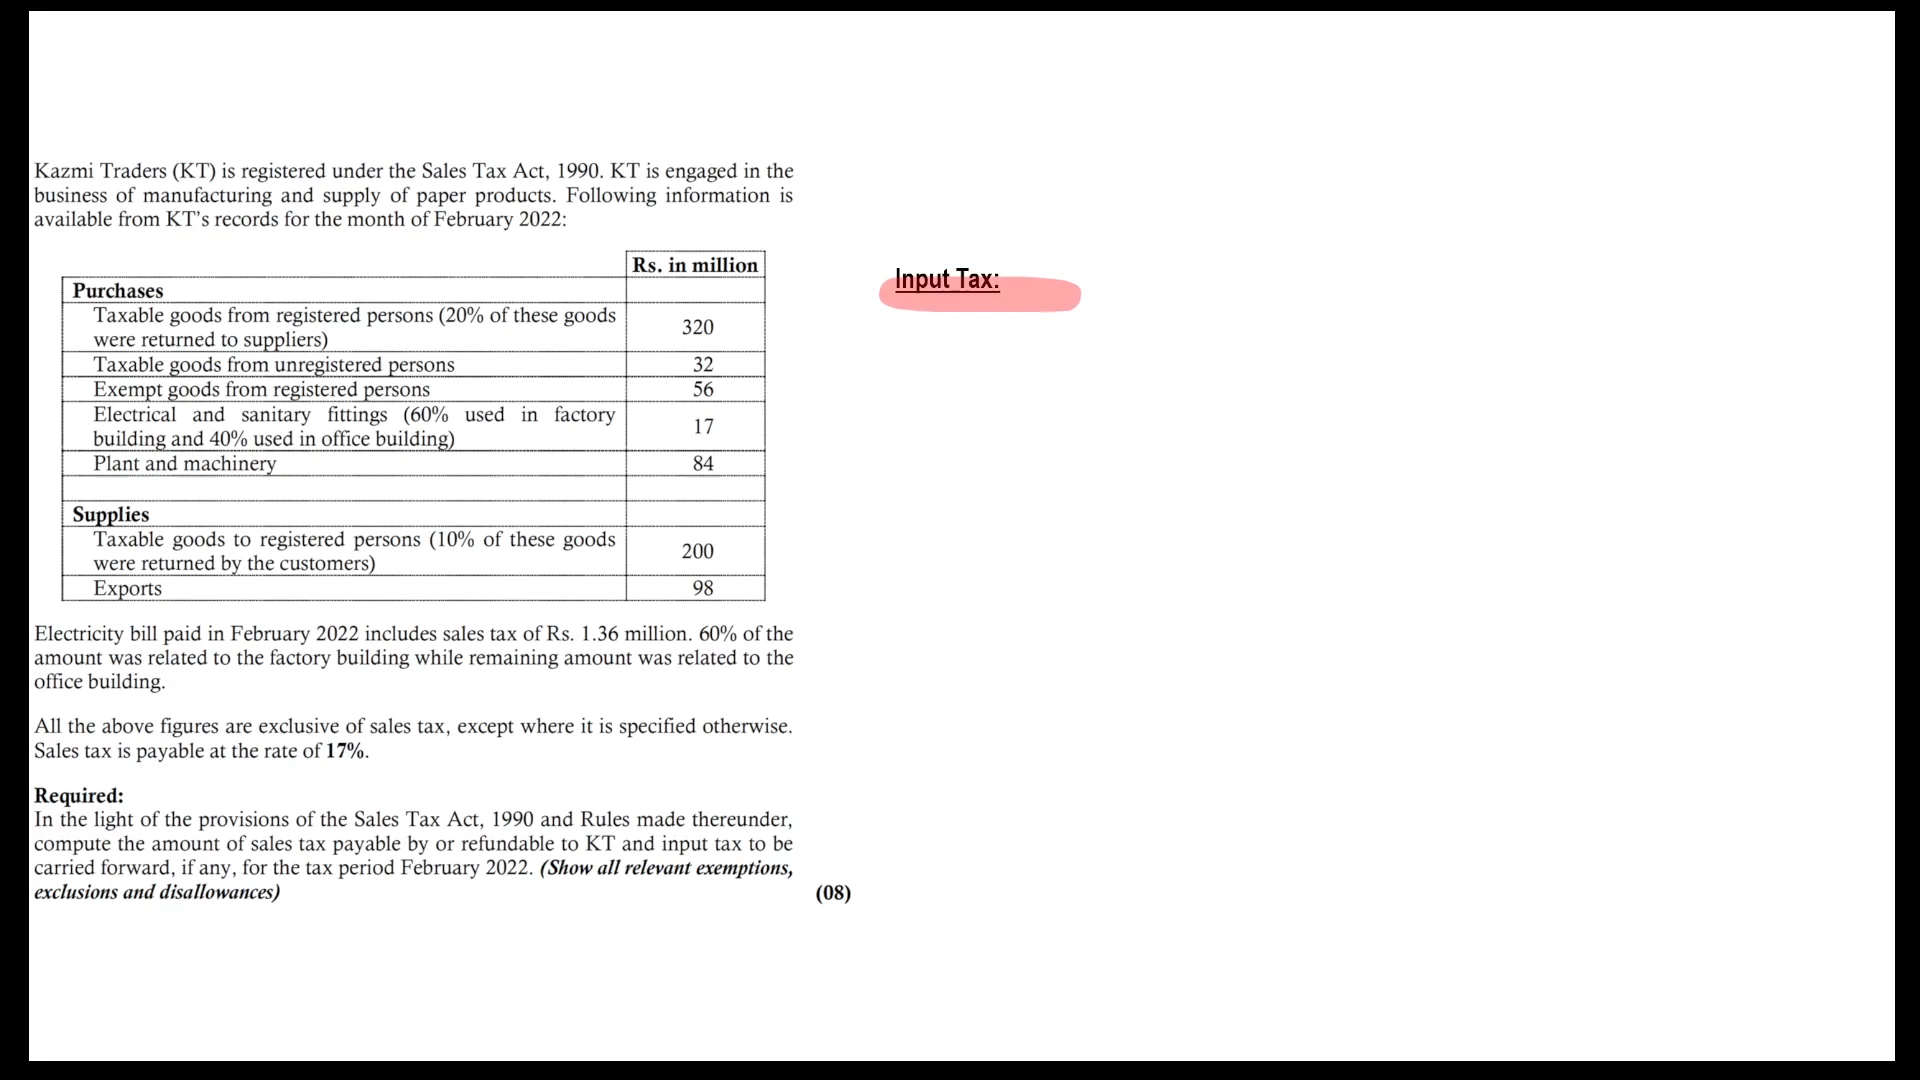 Kazmi Traders (KT) is registered under the Sales Tax Act, 1990. KT is engaged in the
business of manufacturing and supply of paper products. Following information is
available from KT's records for the month of February 2022:
Rs. in million
Purchases
Taxable goods from registered persons (20% of these goods
were returned to suppliers)
320
Taxable goods from unregistered persons
32
Exempt goods from registered persons
56
Electrical and sanitary fittings (60% used in factory
building and 40% used in office building)
17
Plant and machinery
84
Supplies
Taxable goods to registered persons (10% of these goods
were returned by the customers)
200
Exports
98
Electricity bill paid in February 2022 includes sales tax of Rs. 1.36 million. 60% of the
amount was related to the factory building while remaining amount was related to the
office building.
All the above figures are exclusive of sales tax, except where it is specified otherwise.
Sales tax is payable at the rate of 17%.
Required:
In the light of the provisions of the Sales Tax Act, 1990 and Rules made thereunder,
compute the amount of sales tax payable by or refundable to KT and input tax to be
carried forward, if any, for the tax period February 2022. (Show all relevant exemptions,
exclusions and disallowances)
(08)
Input Tax: